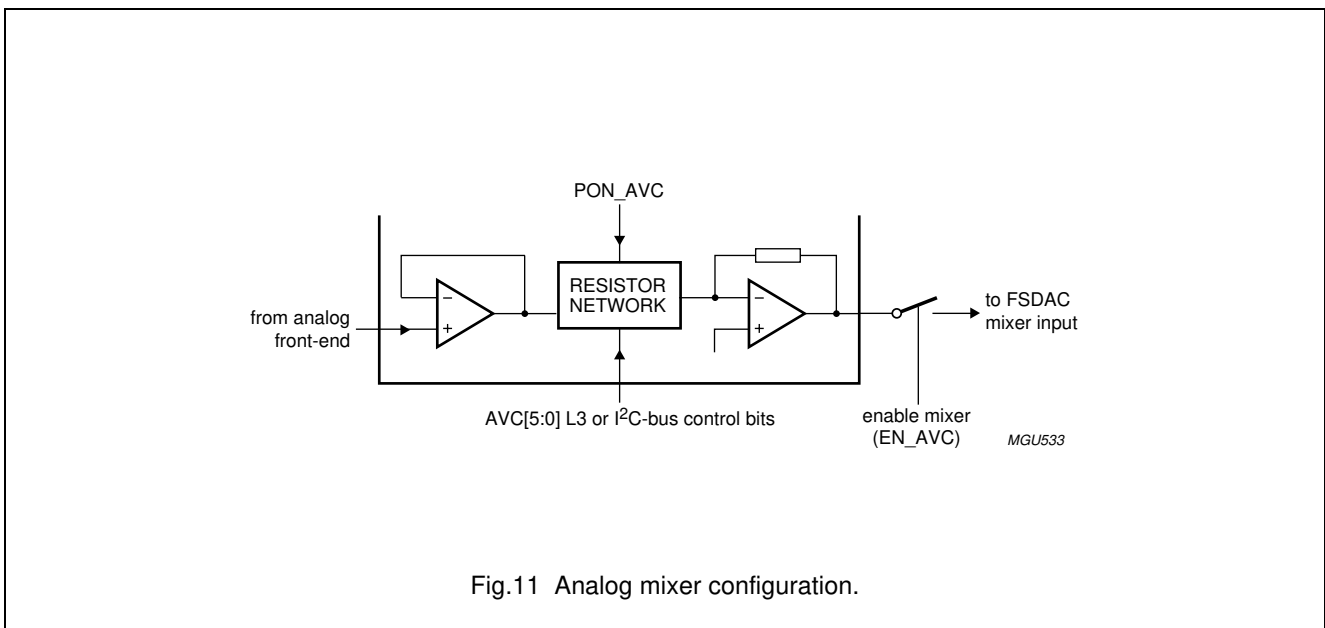 PON_AVC
RESISTOR
NETWORK
−
+
−
+
from analog
front-end
to FSDAC
mixer input
AVC[5:0] L3 or I²C-bus control bits
enable mixer
(EN_AVC)
MGU533
Fig.11 Analog mixer configuration.